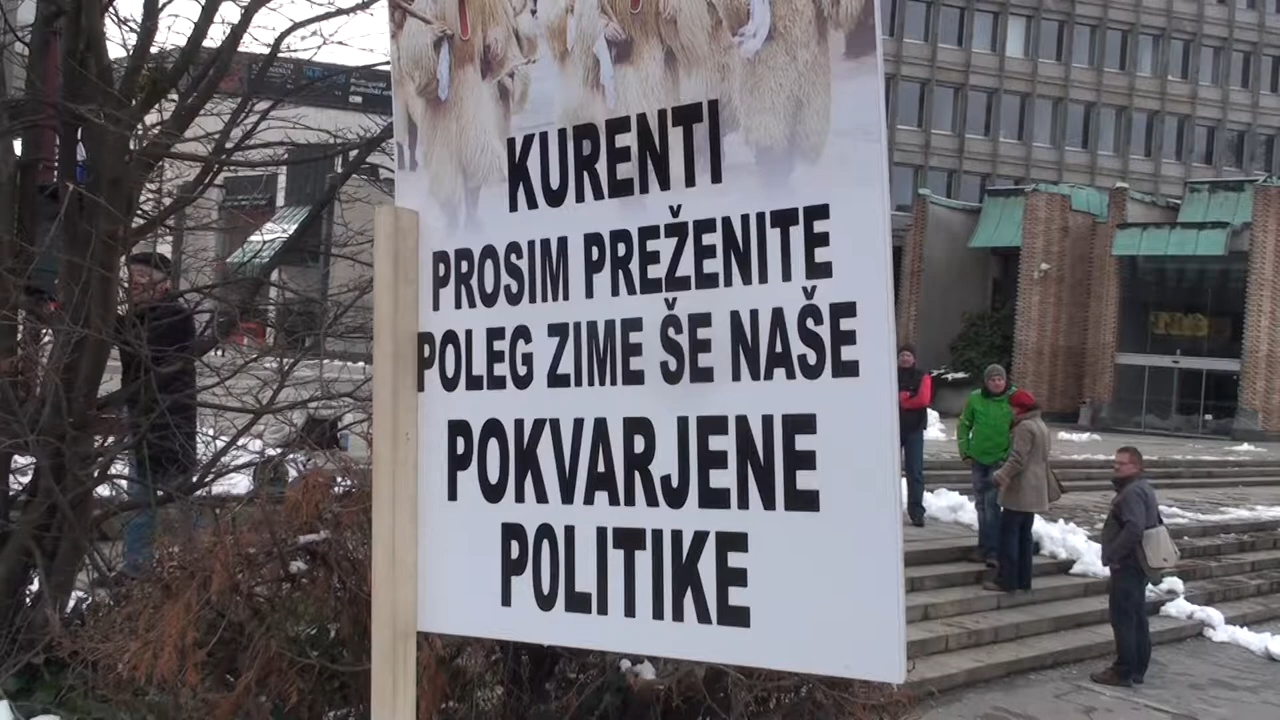 KURENTI
PROSIM PREŽENITE
POLEG ZIME ŠE NAŠE
POKVARJENE
POLITIKE